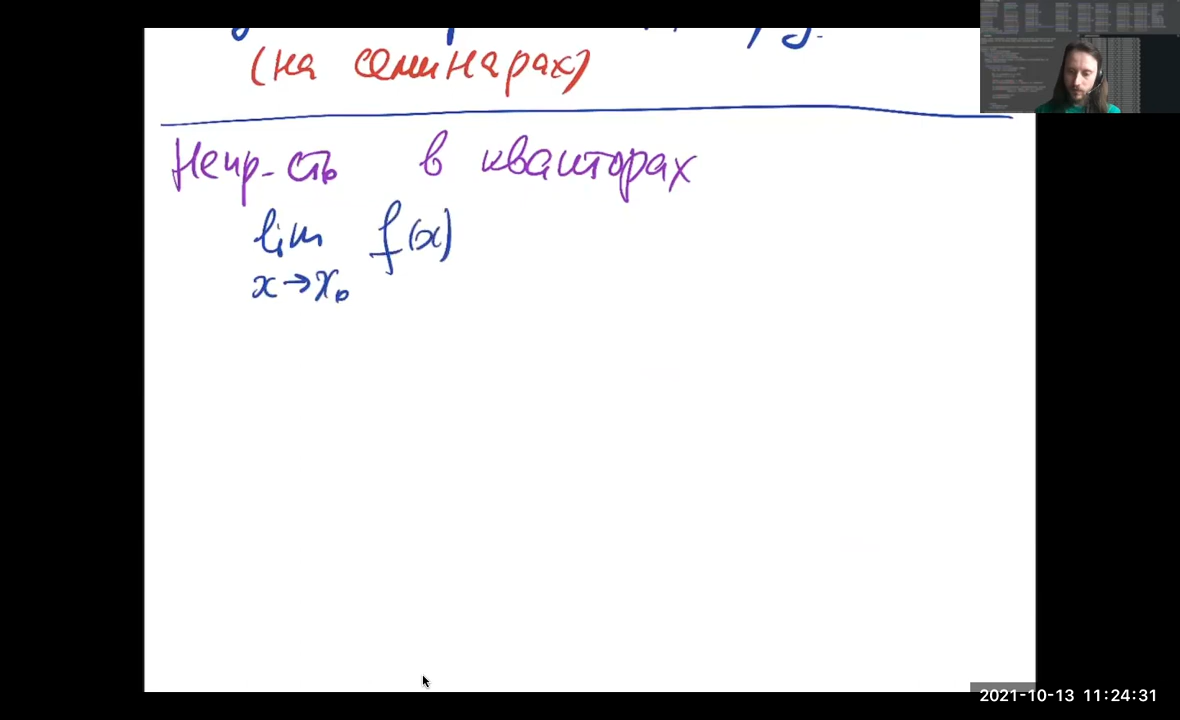 (на семинарах)
Непр-сть в кванторах
lim f(x)
x→x₀
2021-10-13 11:24:31